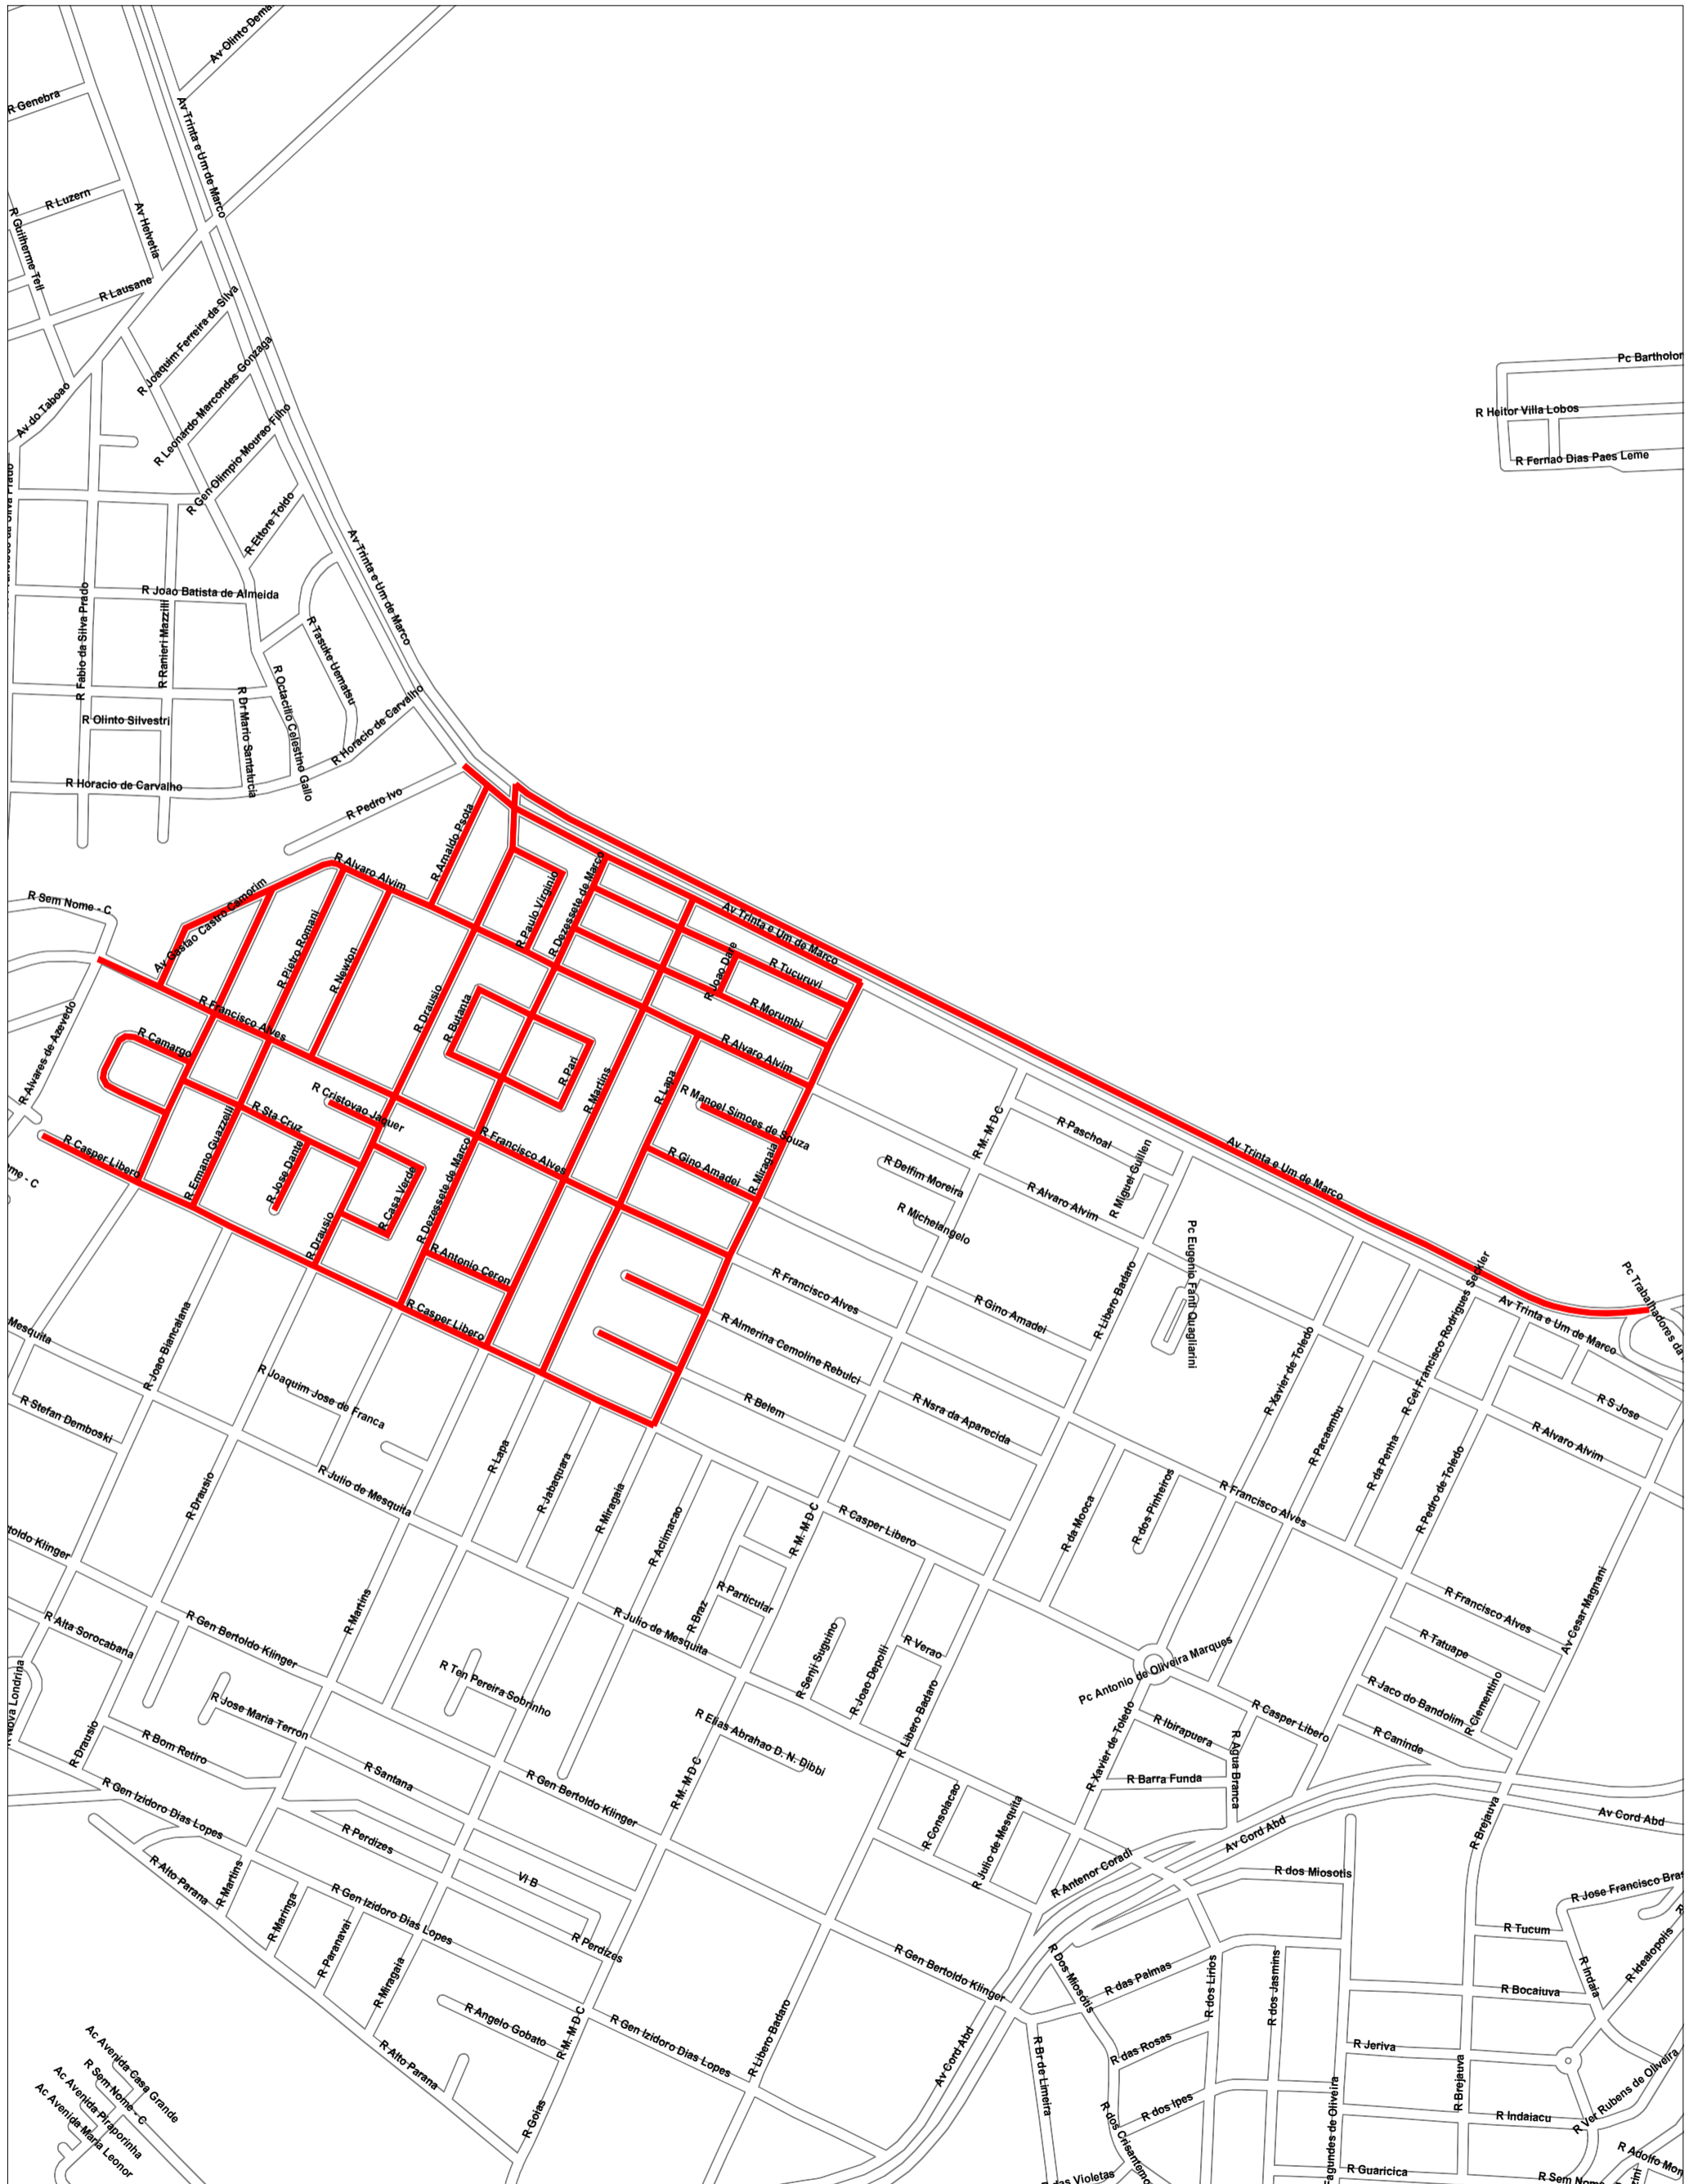 Av Olinto Dema
R Genebra
Av Trinta e Um de Marco
R Luzern
Av Helvetia
R Guilherme Tell
R Lausane
R Joaquim Ferreira da Silva
R Leonardo Marcondes Gonzaga
Pc Bartholor
Av do Taboao
R Gen Olimpio Mourao Filho
R Heitor Villa Lobos
R Fernao Dias Paes Leme
R Ettore Toldo
Av Trinta e Um de Marco
R Joao Batista de Almeida
R Fabio da Silva Prado
R Ranieri Mazzilli
R Tasuke Uematsu
R Octacilio Celestino Gallo
R Dr Mario Santalucia
R Olinto Silvestri
R Horacio de Carvalho
R Horacio de Carvalho
R Pedro Ivo
R Arnaldo Psota
R Alvaro Alvim
R Paulo Virginio
R Dezessete de Marco
R Sem Nome - C
Av Gastao Castro Camorim
R Pietro Romani
R Newton
Av Trinta e Um de Marco
R Joao Dare
R Tucuruvi
R Morumbi
R Drausio
R Butanta
R Francisco Alves
R Alvares de Azevedo
R Camargo
R Pari
R Martins
R Lapa
R Alvaro Alvim
R Cristovao Jaquer
R Manoel Simoes de Souza
R Sta Cruz
R Ermano Guazzelli
R Jose Dante
R Casper Libero
R Francisco Alves
R Gino Amadei
R Miragaia
R Casa Verde
R Dezessete de Marco
R Drausio
R Antonio Ceron
R Casper Libero
R M. M D C
R Paschoal
R Miguel Guillen
Av Trinta e Um de Marco
R Delfim Moreira
R Michelangelo
R Alvaro Alvim
Pc Eugenio Fanti Quagliarini
R Libero Badaro
R Francisco Alves
R Gino Amadei
R Almerina Cemoline Rebulci
R Belem
R Nsra da Aparecida
R Xavier de Toledo
R Pacaembu
R da Penha
R Cel Francisco Rodrigues Seckler
Av Trinta e Um de Marco
Pc Trabalhadores da
R S Jose
R Alvaro Alvim
R Pedro de Toledo
Mesquita
R Joao Biancalana
R Stefan Demboski
R Joaquim Jose de Franca
R Julio de Mesquita
R Lapa
R Jabaquara
R Miragaia
R Aclimacao
R M. M D C
R Casper Libero
R da Mooca
R dos Pinheiros
R Francisco Alves
R Drausio
toldo Klinger
R Alta Sorocabana
R Gen Bertoldo Klinger
R Martins
R Particular
R Braz
R Julio de Mesquita
R Senji Suguino
R Joao Depolli
R Verao
R Libero Badaro
Pc Antonio de Oliveira Marques
R Francisco Alves
R Tatuape
Av Cesar Magnani
R Jaco do Bandolim
R Clementino
R Caninde
R Casper Libero
R Ten Pereira Sobrinho
R Jose Maria Terron
R Nova Londrina
R Drausio
R Bom Retiro
R Santana
R Elias Abrahao D. N. Dibbi
R Xavier de Toledo
R Ibirapuera
R Agua Branca
R Barra Funda
R Gen Izidoro Dias Lopes
R Gen Bertoldo Klinger
R M. M D C
R Consolacao
R Julio de Mesquita
Av Cord Abd
Av Cord Abd
R Brejauva
R Perdizes
R Alto Parana
R Martins
VI B
R Maringa
R Gen Izidoro Dias Lopes
R Paranavai
R Miragaia
R Perdizes
R Antenor Coradi
R dos Miosotis
R Jose Francisco Bras
R Tucum
R Gen Bertoldo Klinger
R Dos Miosotis
R das Palmas
R dos Lirios
R dos Jasmins
R Indaia
R Idealopolis
R Bocaiuva
R Angelo Gobato
R M. M D C
R Gen Izidoro Dias Lopes
R Libero Badaro
Av Cord Abd
R Br de Limeira
R das Rosas
R Jeriva
R Alto Parana
R Goias
R dos Ipes
R dos Crisantemo
Fagundes de Oliveira
R Brejauva
R Indaiacu
R Ver Rubens de Oliveira
R Adolfo Mon
Ac Avenida Casa Grande
R Sem Nome - C
Ac Avenida Piraporinha
Ac Avenida Maria Leonor
das Violetas
R Guaricica
R Sem Nome